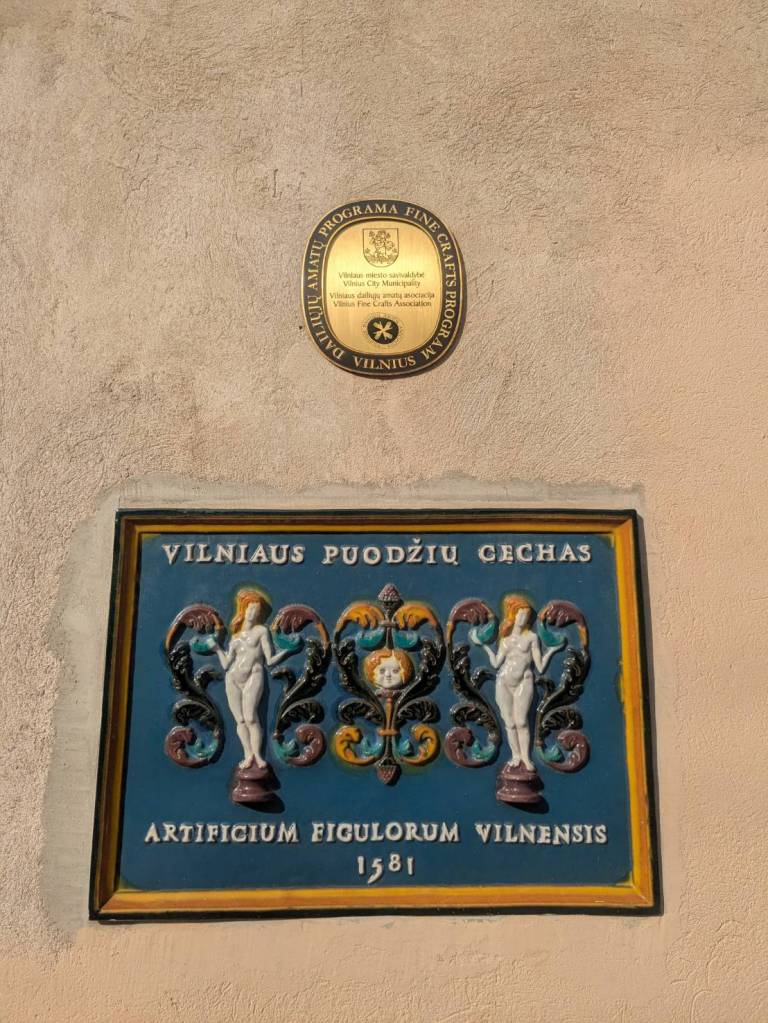 DAILIŲJŲ AMATŲ PROGRAMA FINE CRAFTS PROGRAM
VILNIUS
Vilniaus miesto savivaldybė
Vilnius City Municipality
Vilniaus dailiųjų amatų asociacija
Vilnius Fine Crafts Association
VILNIAUS PUODŽIŲ CECHAS
ARTIFICIUM FIGULORUM VILNENSIS
1581